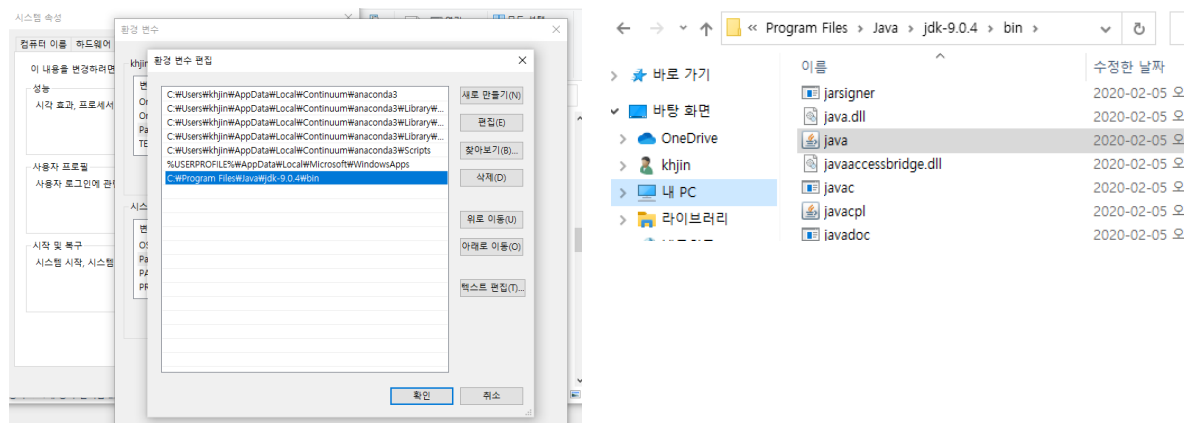 시스템 속성
컴퓨터 이름
하드웨어
이 내용을 변경하려면
성능
시각 효과, 프로세서
사용자 프로필
사용자 로그인에 관련
시작 및 복구
시스템 시작, 시스템
환경 변수
khjin
환경 변수 편집
C:\Users\khjin\AppData\Local\Continuum\anaconda3
C:\Users\khjin\AppData\Local\Continuum\anaconda3\Library\...
C:\Users\khjin\AppData\Local\Continuum\anaconda3\Library\...
C:\Users\khjin\AppData\Local\Continuum\anaconda3\Library\...
C:\Users\khjin\AppData\Local\Continuum\anaconda3\Scripts
%USERPROFILE%\AppData\Local\Microsoft\WindowsApps
C:\Program Files\Java\jdk-9.0.4\bin
새로 만들기(N)
편집(E)
찾아보기(B)...
삭제(D)
위로 이동(U)
아래로 이동(O)
텍스트 편집(T)...
확인
취소
« Program Files > Java > jdk-9.0.4 > bin >
바로 가기
바탕 화면
OneDrive
khjin
내 PC
라이브러리
이름
수정한 날짜
jarsigner
2020-02-05 오
java.dll
2020-02-05 오
java
2020-02-05 오
javaaccessbridge.dll
2020-02-05 오
javac
2020-02-05 오
javacpl
2020-02-05 오
javadoc
2020-02-05 오